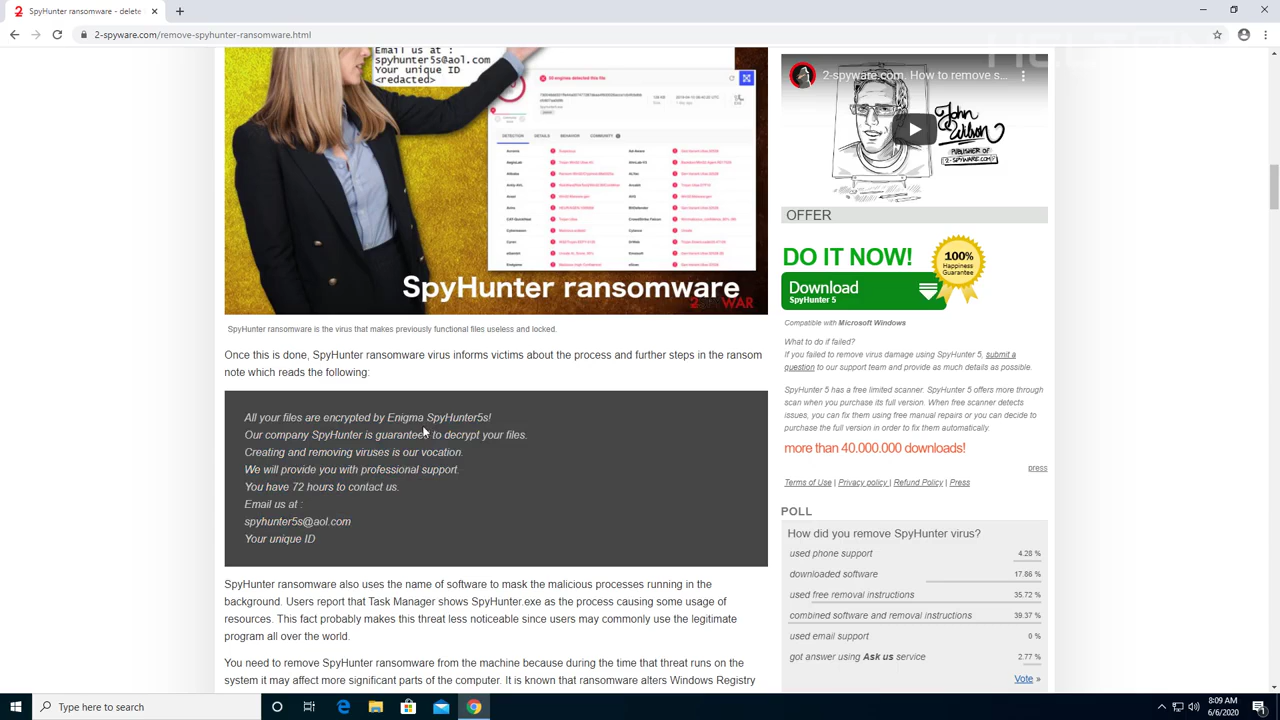 SpyHunter ransomware - delete
2-spyware.com/remove-spyhunter-ransomware.html
Email us at :
spyhunter5s@aol.com
Your unique ID
<redacted>
DETECTION DETAILS BEHAVIOR COMMUNITY
SpyHunter ransomware
SpyHunter ransomware is the virus that makes previously functional files useless and locked.
Once this is done, SpyHunter ransomware virus informs victims about the process and further steps in the ransom
note which reads the following:
All your files are encrypted by Enigma SpyHunter5s!
Our company SpyHunter is guaranteed to decrypt your files.
Creating and removing viruses is our vocation.
We will provide you with professional support.
You have 72 hours to contact us.
Email us at :
spyhunter5s@aol.com
Your unique ID
SpyHunter ransomware also uses the name of software to mask the malicious processes running in the
background. Users report that Task Manager shows SpyHunter.exe as the process causing some usage of
resources. This fact probably makes this threat less noticeable since users may commonly use the legitimate
program all over the world.
You need to remove SpyHunter ransomware from the machine because during the time that threat runs on the
system it may affect more significant parts of the computer. It is known that ransomware alters Windows Registry
2-spyware.com. How to remove s...
OFFER
DO IT NOW!
100%
Happiness
Guarantee
Download
SpyHunter 5
Compatible with Microsoft Windows
What to do if failed?
If you failed to remove virus damage using SpyHunter 5, submit a
question to our support team and provide as much details as possible.
SpyHunter 5 has a free limited scanner. SpyHunter 5 offers more through
scan when you purchase its full version. When free scanner detects
issues, you can fix them using free manual repairs or you can decide to
purchase the full version in order to fix them automatically.
more than 40.000.000 downloads!
press
Terms of Use | Privacy policy | Refund Policy | Press
POLL
How did you remove SpyHunter virus?
used phone support 4.28 %
downloaded software 17.86 %
used free removal instructions 35.72 %
combined software and removal instructions 39.37 %
used email support 0 %
got answer using Ask us service 2.77 %
Vote »
Type here to search
8:09 AM
6/6/2020